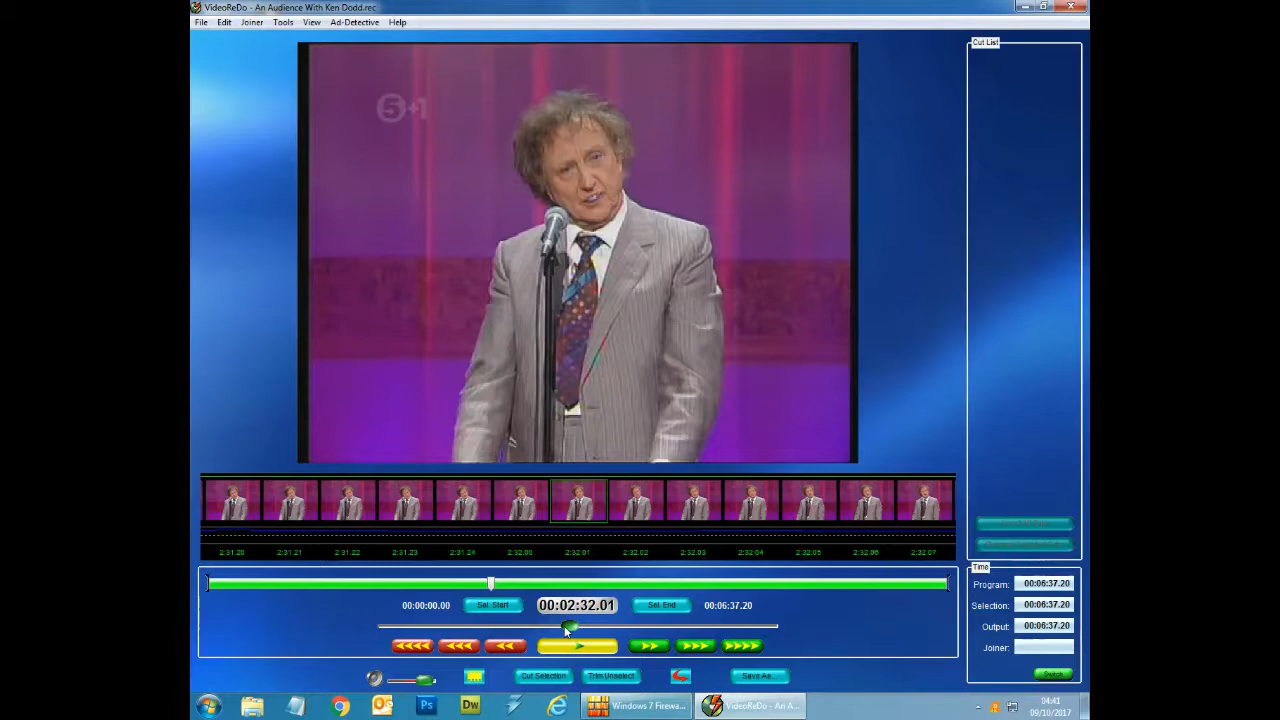 VideoReDo - An Audience With Ken Dodd.rec
File Edit Joiner Tools View Ad-Detective Help
Cut List
5+1
2:31.20 2:31.21 2:31.22 2:31.23 2:31.24 2:32.00 2:32.01 2:32.02 2:32.03 2:32.04 2:32.05 2:32.06 2:32.07
00:00:00.00 Sel. Start 00:02:32.01 Sel. End 00:06:37.20
Cut Selection Trim Unselect Save As...
Time
Program: 00:06:37.20
Selection: 00:06:37.20
Output: 00:06:37.20
Joiner:
Switch
Ps Dw Windows 7 Firewa... VideoReDo - An A...
04:41
09/10/2017